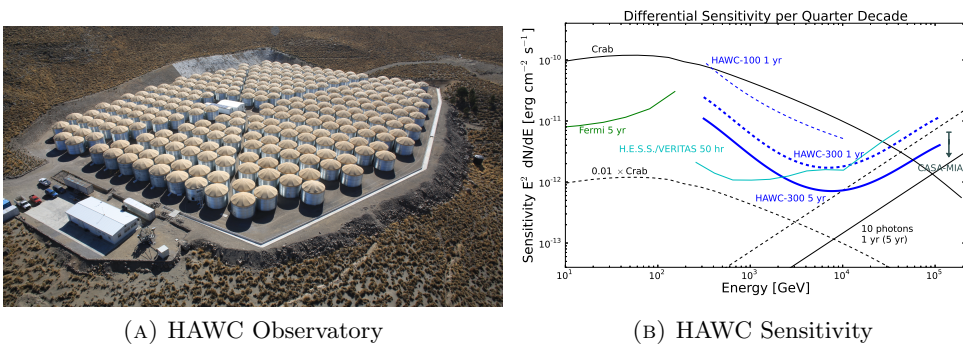 Differential Sensitivity per Quarter Decade
Sensitivity E² dN/dE [erg cm⁻² s⁻¹]
10⁻¹⁰
10⁻¹¹
10⁻¹²
10⁻¹³
Crab
HAWC-100 1 yr
Fermi 5 yr
H.E.S.S./VERITAS 50 hr
HAWC-300 1 yr
CASA-MIA
0.01 × Crab
HAWC-300 5 yr
10 photons
1 yr (5 yr)
10¹ 10² 10³ 10⁴ 10⁵
Energy [GeV]
(A) HAWC Observatory
(B) HAWC Sensitivity